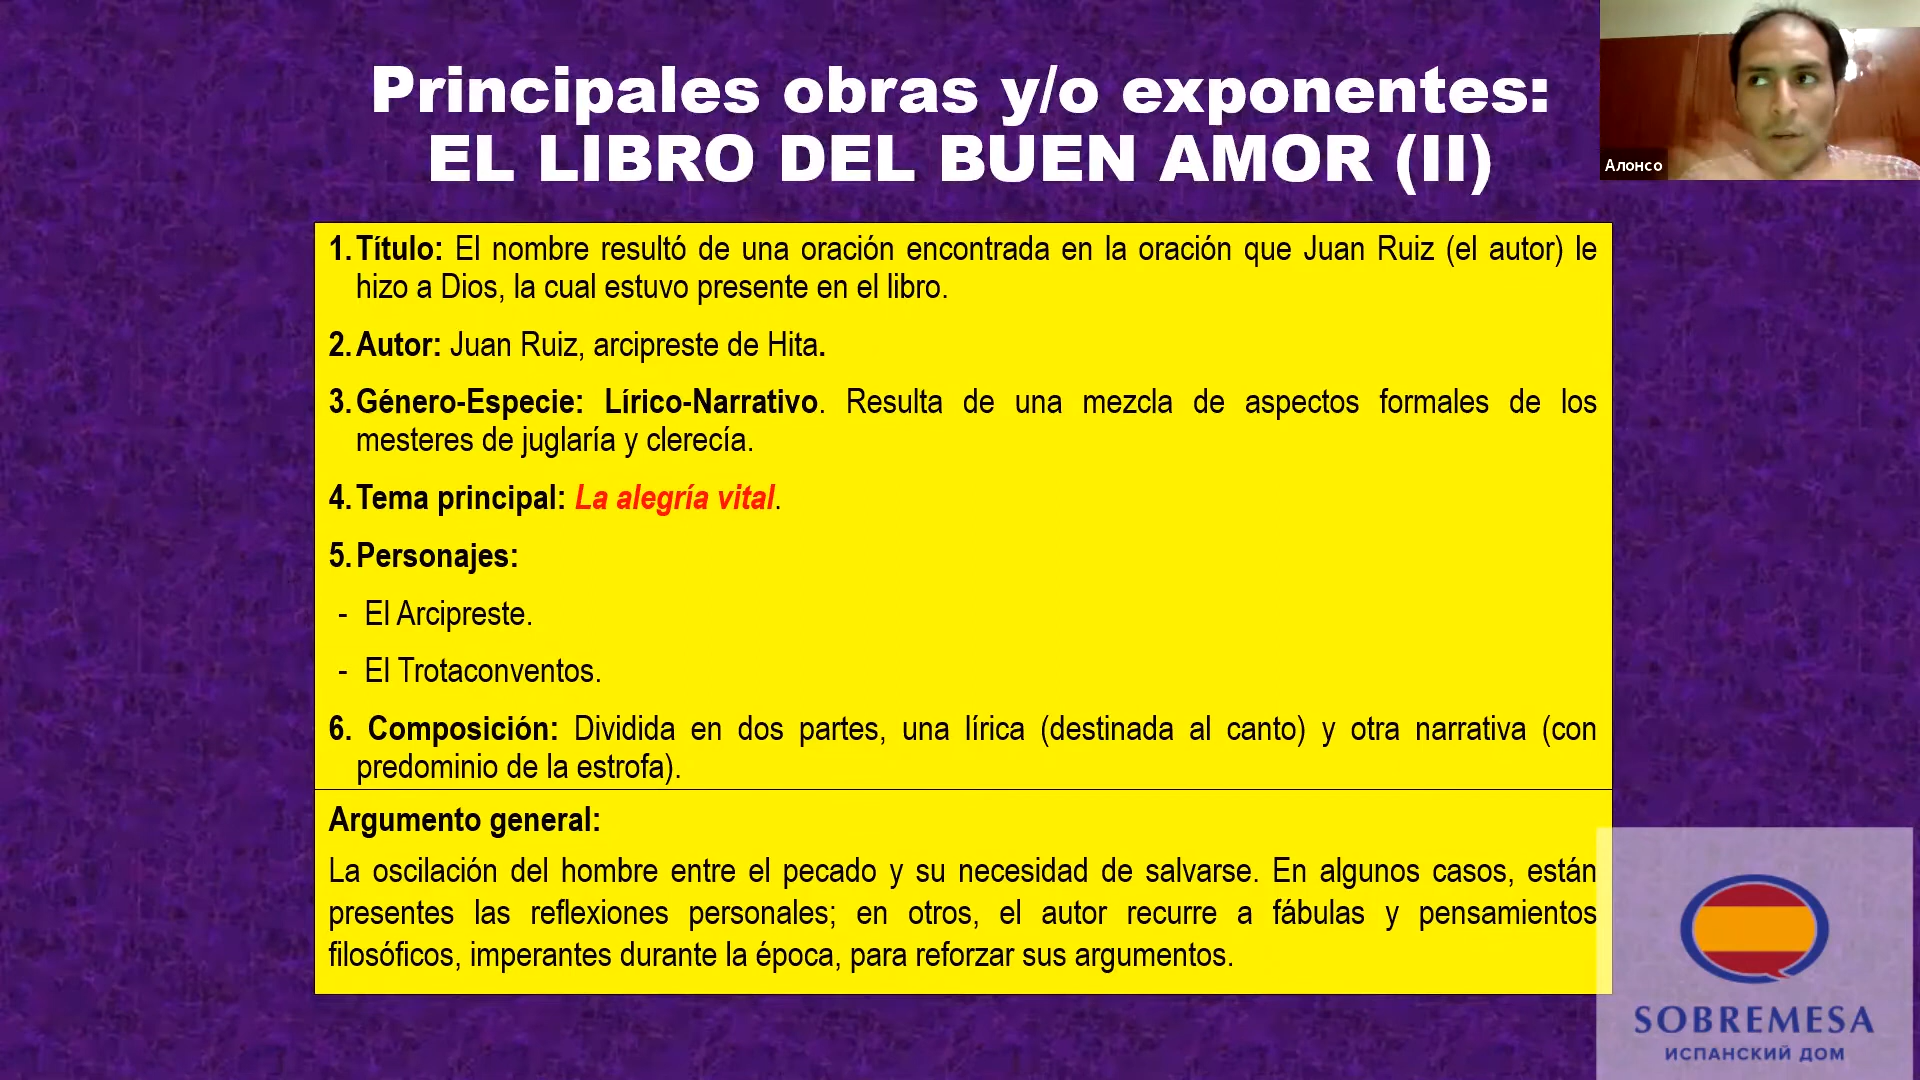 Principales obras y/o exponentes:
EL LIBRO DEL BUEN AMOR (II)
Алонсо
1. Título: El nombre resultó de una oración encontrada en la oración que Juan Ruiz (el autor) le
hizo a Dios, la cual estuvo presente en el libro.
2. Autor: Juan Ruiz, arcipreste de Hita.
3. Género-Especie: Lírico-Narrativo. Resulta de una mezcla de aspectos formales de los
mesteres de juglaría y clerecía.
4. Tema principal: La alegría vital.
5. Personajes:
- El Arcipreste.
- El Trotaconventos.
6. Composición: Dividida en dos partes, una lírica (destinada al canto) y otra narrativa (con
predominio de la estrofa).
Argumento general:
La oscilación del hombre entre el pecado y su necesidad de salvarse. En algunos casos, están
presentes las reflexiones personales; en otros, el autor recurre a fábulas y pensamientos
filosóficos, imperantes durante la época, para reforzar sus argumentos.
SOBREMESA
ИСПАНСКИЙ ДОМ